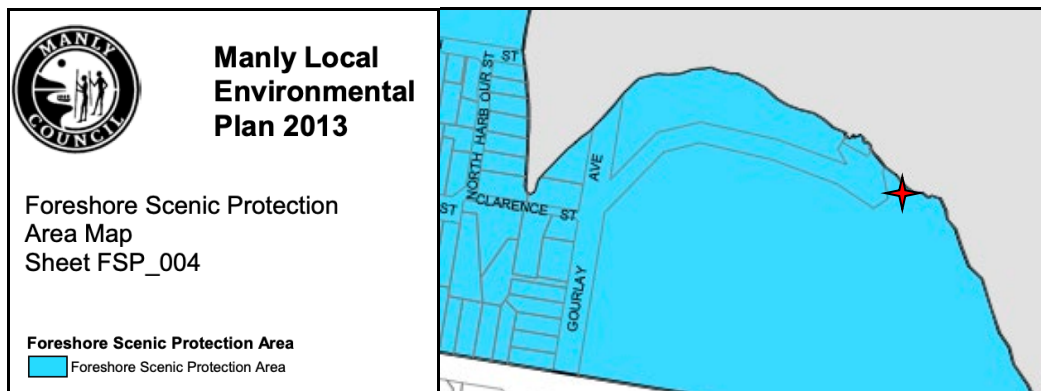 MANLY
COUNCIL
Manly Local
Environmental
Plan 2013
Foreshore Scenic Protection
Area Map
Sheet FSP_004
Foreshore Scenic Protection Area
Foreshore Scenic Protection Area
ST
NORTH HARBOUR ST
AVE
ST
CLARENCE ST
GOURLAY